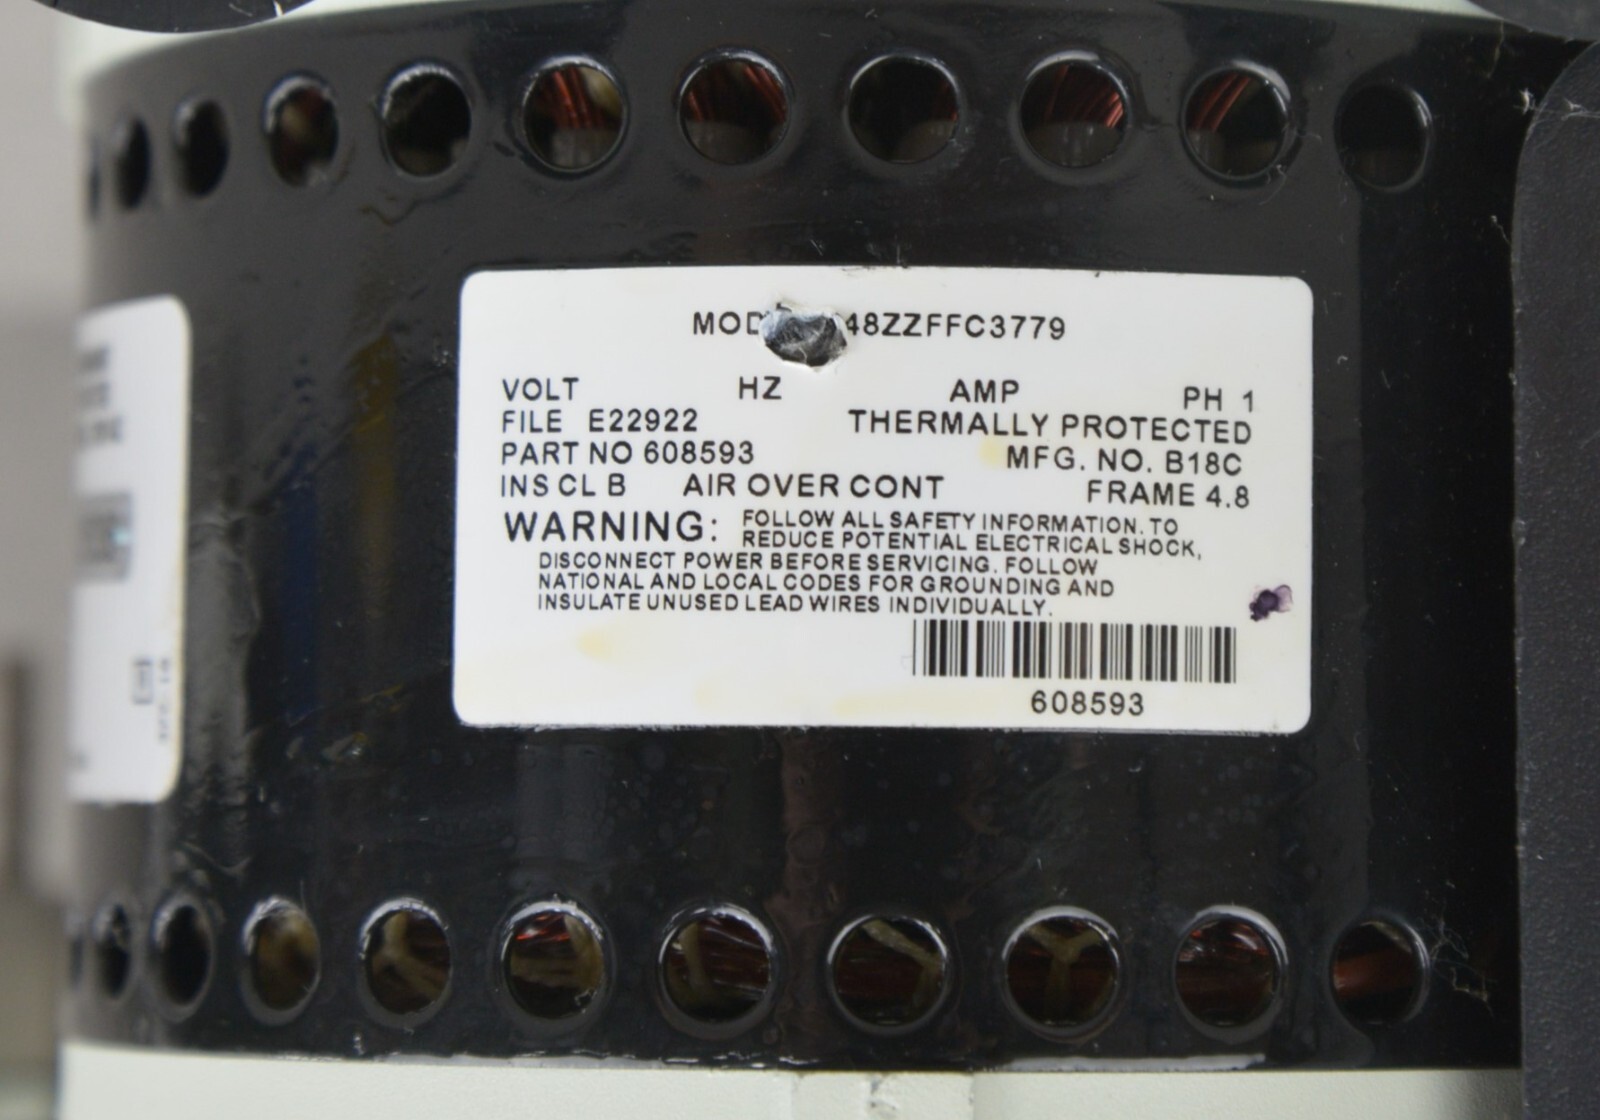 MOD 48ZZFFC3779
VOLT HZ AMP PH 1
FILE E22922 THERMALLY PROTECTED
PART NO 608593 MFG. NO. B18C
INS CL B AIR OVER CONT FRAME 4.8
WARNING: FOLLOW ALL SAFETY INFORMATION. TO
REDUCE POTENTIAL ELECTRICAL SHOCK,
DISCONNECT POWER BEFORE SERVICING. FOLLOW
NATIONAL AND LOCAL CODES FOR GROUNDING AND
INSULATE UNUSED LEAD WIRES INDIVIDUALLY.
608593